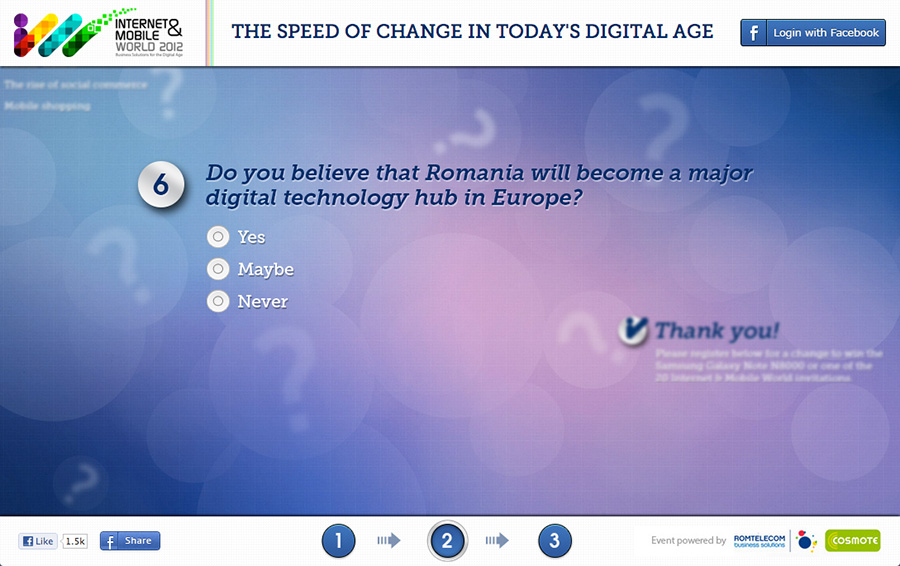 INTERNET&
MOBILE
WORLD 2012
Business Solutions for the Digital Age
THE SPEED OF CHANGE IN TODAY'S DIGITAL AGE
f Login with Facebook
The rise of social commerce
Mobile shopping
6
Do you believe that Romania will become a major
digital technology hub in Europe?
Yes
Maybe
Never
Thank you!
Please register below for a change to win the
Samsung Galaxy Note N8000 or one of the
20 Internet & Mobile World invitations.
f Like
1.5k
f Share
1
2
3
Event powered by
ROMTELECOM
business solutions
COSMOTE